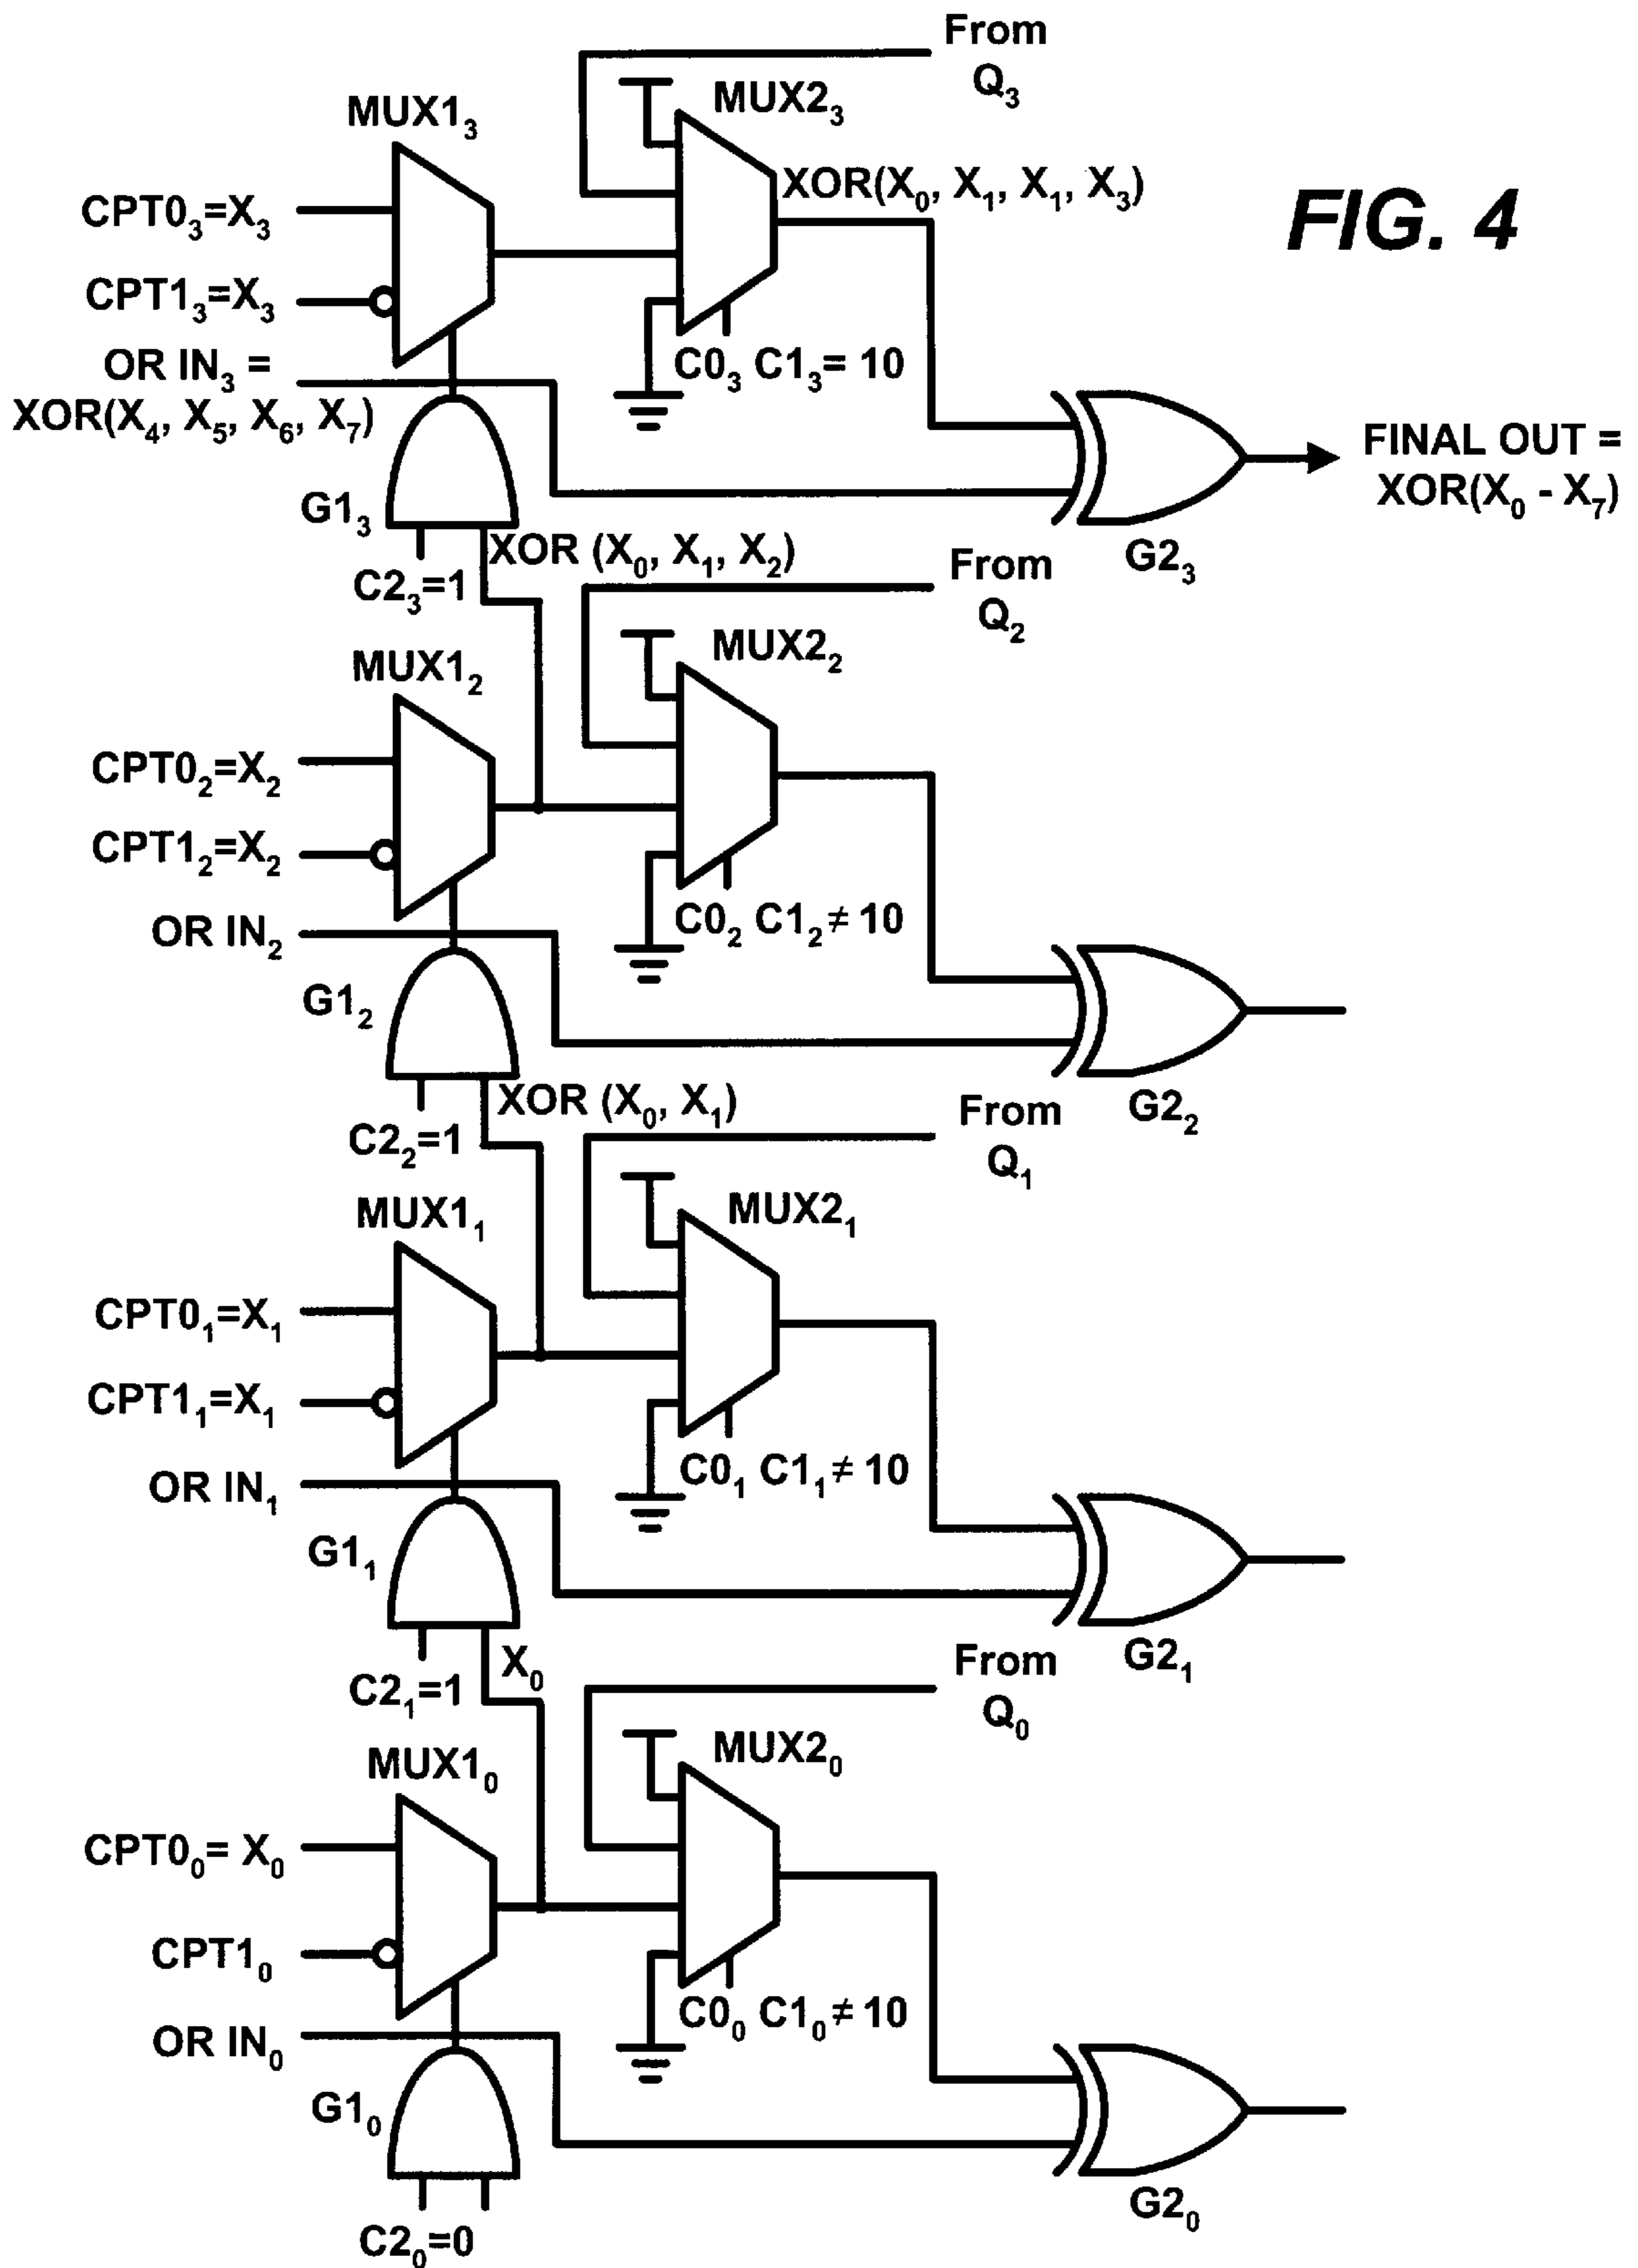 From
Q₃
MUX2₃
MUX1₃
XOR(X₀, X₁, X₁, X₃)
CPT0₃=X₃
FIG. 4
CPT1₃=X₃
OR IN₃ =
XOR(X₄, X₅, X₆, X₇)
C0₃ C1₃= 10
FINAL OUT =
XOR(X₀ - X₇)
G1₃
G2₃
XOR (X₀, X₁, X₂)
C2₃=1
From
Q₂
MUX2₂
MUX1₂
CPT0₂=X₂
CPT1₂=X₂
OR IN₂
C0₂ C1₂≠ 10
G1₂
G2₂
XOR (X₀, X₁)
C2₂=1
From
Q₁
MUX2₁
MUX1₁
CPT0₁=X₁
CPT1₁=X₁
OR IN₁
C0₁ C1₁≠ 10
G1₁
G2₁
X₀
C2₁=1
From
Q₀
MUX2₀
MUX1₀
CPT0₀= X₀
CPT1₀
OR IN₀
C0₀ C1₀≠ 10
G1₀
G2₀
C2₀=0